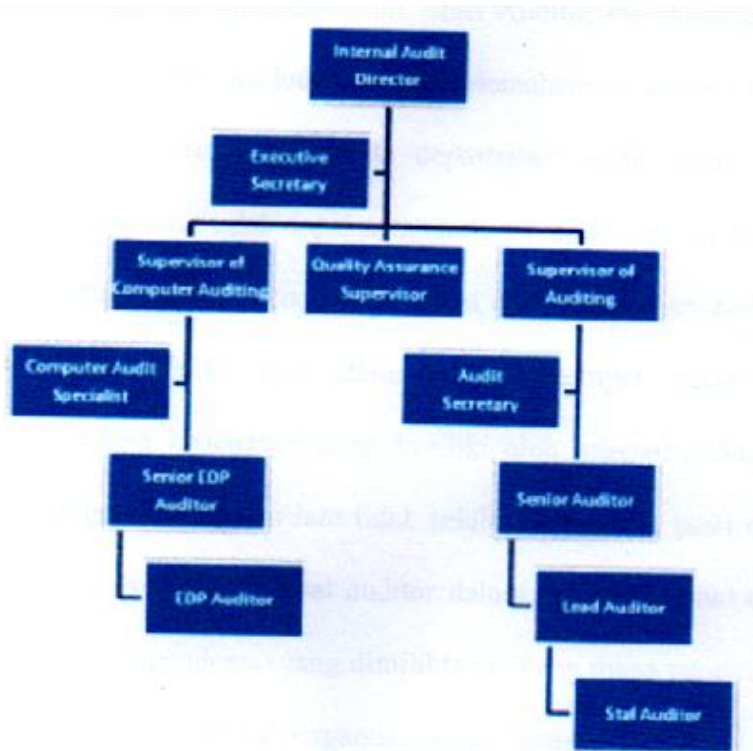 Internal Audit
Director
Executive
Secretary
Supervisor of
Computer Auditing
Quality Assurance
Supervisor
Supervisor of
Auditing
Computer Audit
Specialist
Audit
Secretary
Senior EDP
Auditor
Senior Auditor
EDP Auditor
Lead Auditor
Staf Auditor